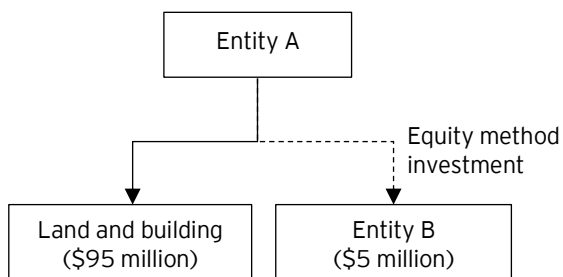 Entity A
Equity method
investment
Land and building
($95 million)
Entity B
($5 million)